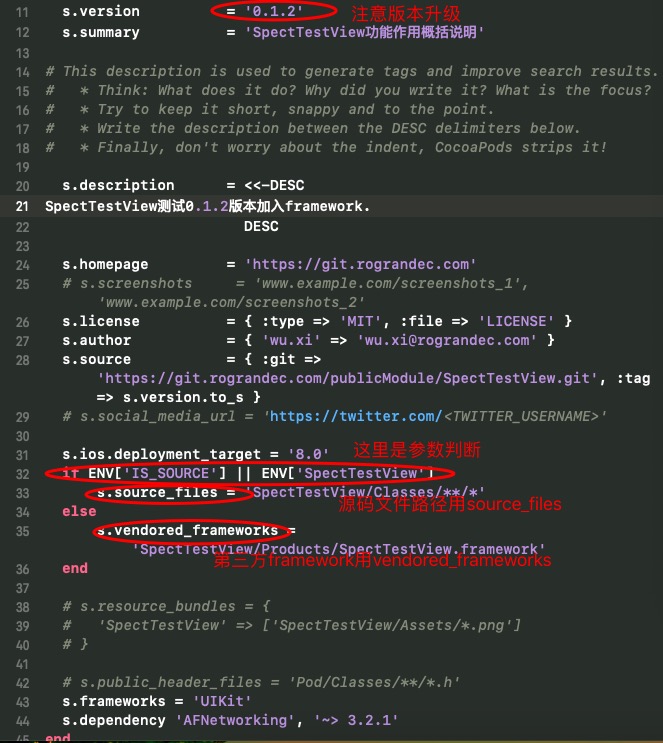 11 s.version = '0.1.2' 注意版本升级
12 s.summary = 'SpectTestView功能作用概括说明'
13
14 # This description is used to generate tags and improve search results.
15 #   * Think: What does it do? Why did you write it? What is the focus?
16 #   * Try to keep it short, snappy and to the point.
17 #   * Write the description between the DESC delimiters below.
18 #   * Finally, don't worry about the indent, CocoaPods strips it!
19
20 s.description = <<-DESC
21 SpectTestView测试0.1.2版本加入framework.
22 DESC
23
24 s.homepage = 'https://git.rograndec.com'
25 # s.screenshots = 'www.example.com/screenshots_1',
'www.example.com/screenshots_2'
26 s.license = { :type => 'MIT', :file => 'LICENSE' }
27 s.author = { 'wu.xi' => 'wu.xi@rograndec.com' }
28 s.source = { :git =>
'https://git.rograndec.com/publicModule/SpectTestView.git', :tag
=> s.version.to_s }
29 # s.social_media_url = 'https://twitter.com/<TWITTER_USERNAME>'
30
31 s.ios.deployment_target = '8.0' 这里是参数判断
32 if ENV['IS_SOURCE'] || ENV['SpectTestView']
33 s.source_files = 'SpectTestView/Classes/**/*'
源码文件路径用source_files
34 else
35 s.vendored_frameworks =
'SpectTestView/Products/SpectTestView.framework'
第三方framework用vendored_frameworks
36 end
37
38 # s.resource_bundles = {
39 #   'SpectTestView' => ['SpectTestView/Assets/*.png']
40 # }
41
42 # s.public_header_files = 'Pod/Classes/**/*.h'
43 s.frameworks = 'UIKit'
44 s.dependency 'AFNetworking', '~> 3.2.1'
45 end